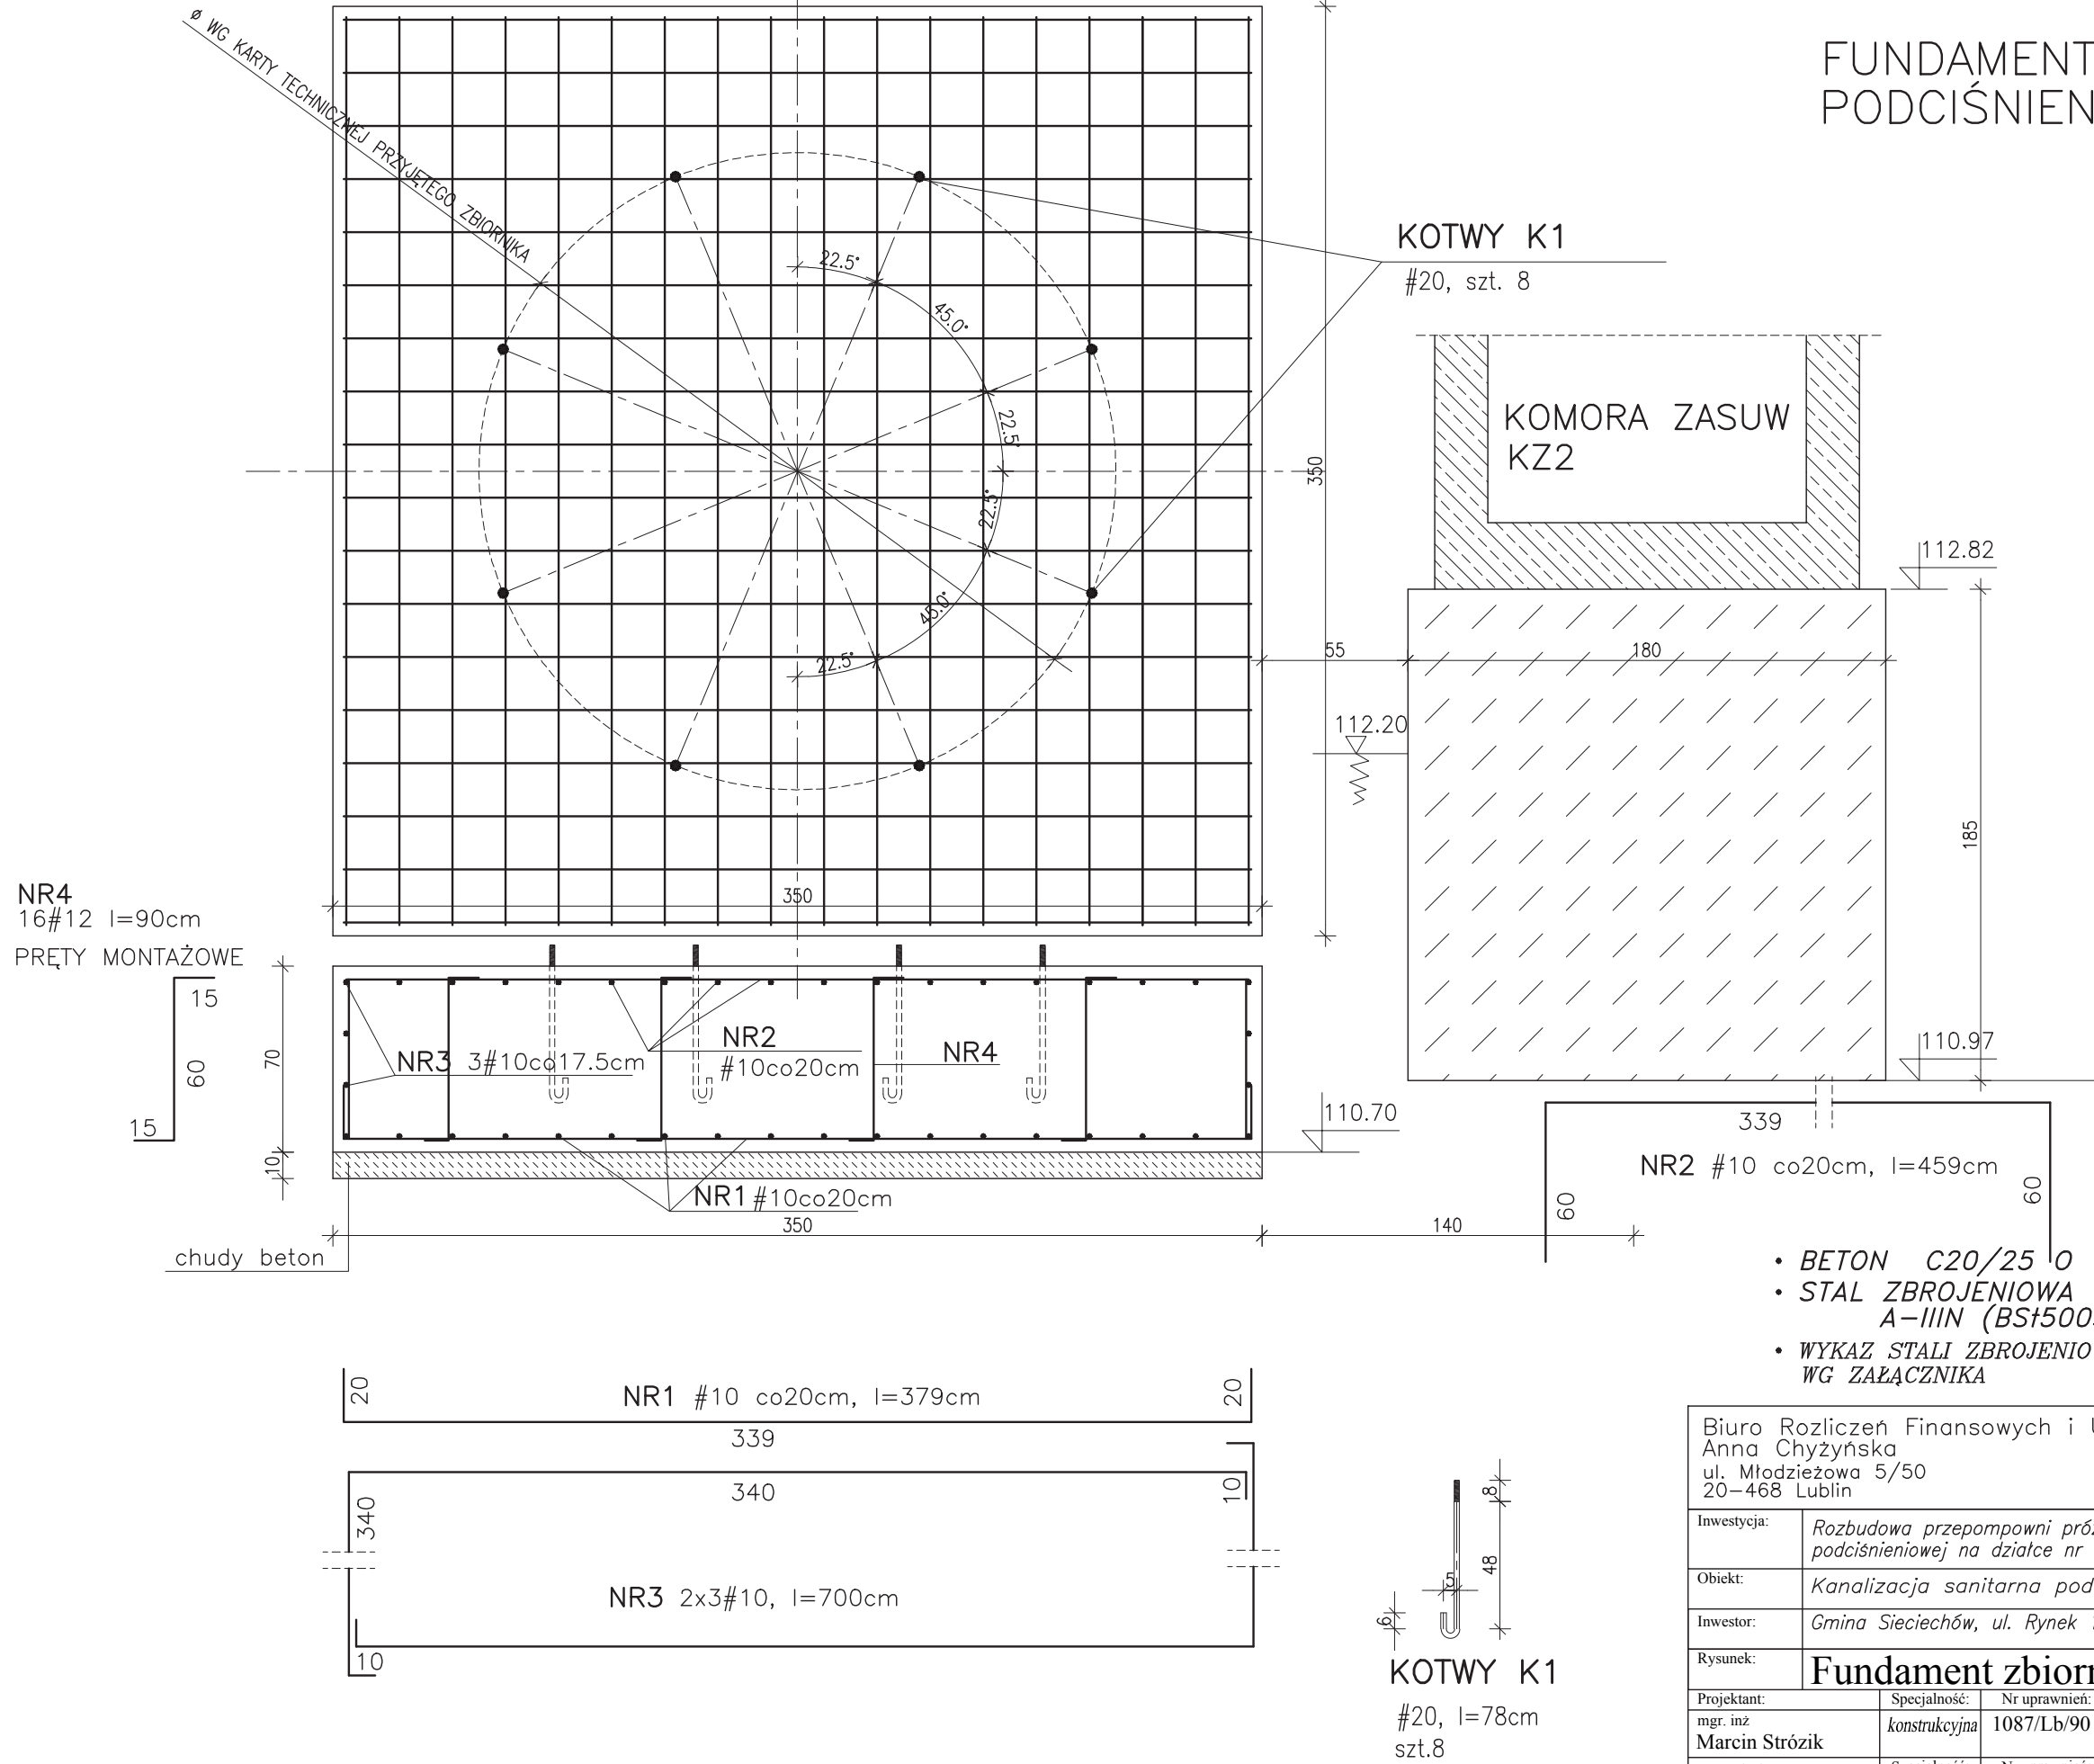 FUNDAMENT
PODCIŚNIEN
ø WG KARTY TECHNICZNEJ PRZYJĘTEGO ZBIORNIKA
22.5°
45.0°
22.5°
22.5°
45.0°
22.5°
350
350
KOTWY K1
#20, szt. 8
KOMORA ZASUW
KZ2
112.82
55
180
112.20
185
110.97
NR4
16#12 l=90cm
PRĘTY MONTAŻOWE
15
60
15
70
10
NR3 3#10co17.5cm
NR2
#10co20cm
NR4
110.70
NR1 #10co20cm
350
140
chudy beton
339
NR2 #10 co20cm, l=459cm
60
60
• BETON C20/25 O
• STAL ZBROJENIOWA
A-IIIN (BSt500
• WYKAZ STALI ZBROJENIO
WG ZAŁĄCZNIKA
20
NR1 #10 co20cm, l=379cm
20
339
340
340
10
NR3 2x3#10, l=700cm
10
8
48
5
6
KOTWY K1
#20, l=78cm
szt.8
Biuro Rozliczeń Finansowych i U
Anna Chyżyńska
ul. Młodzieżowa 5/50
20-468 Lublin
Inwestycja:
Rozbudowa przepompowni pró
podciśnieniowej na działce nr
Obiekt:
Kanalizacja sanitarna pod
Inwestor:
Gmina Sieciechów, ul. Rynek
Rysunek:
Fundament zbior
Projektant:
Specjalność:
Nr uprawnień:
mgr. inż
Marcin Strózik
konstrukcyjna
1087/Lb/90